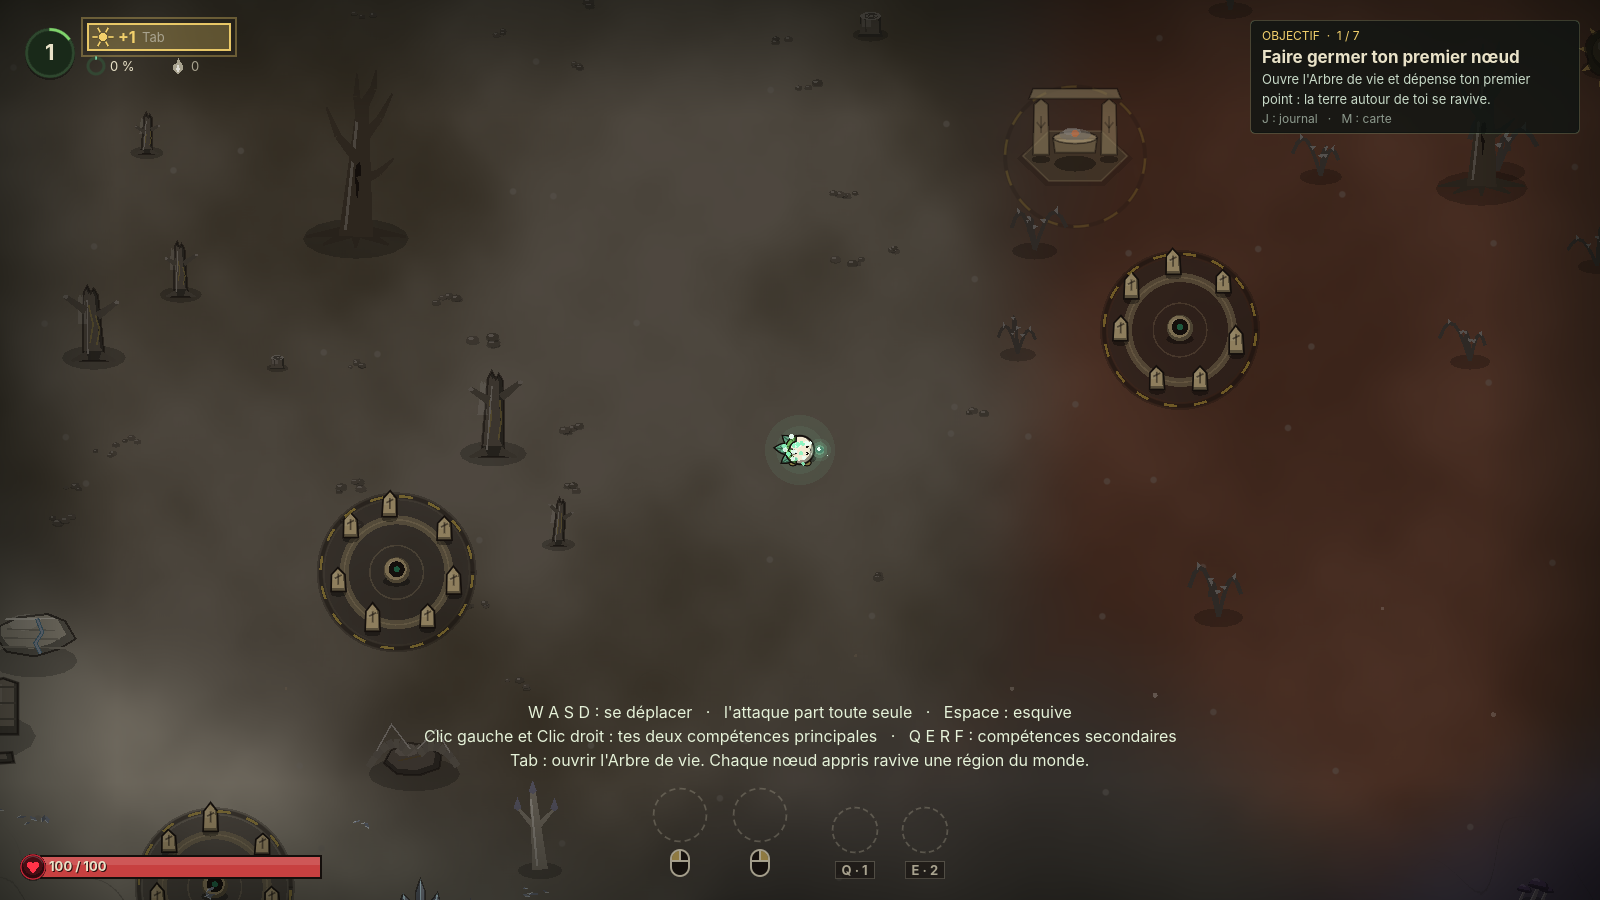 1
+1 Tab
0 % 0
OBJECTIF · 1 / 7
Faire germer ton premier nœud
Ouvre l'Arbre de vie et dépense ton premier
point : la terre autour de toi se ravive.
J : journal · M : carte
W A S D : se déplacer · l'attaque part toute seule · Espace : esquive
Clic gauche et Clic droit : tes deux compétences principales · Q E R F : compétences secondaires
Tab : ouvrir l'Arbre de vie. Chaque nœud appris ravive une région du monde.
100 / 100
Q · 1
E · 2